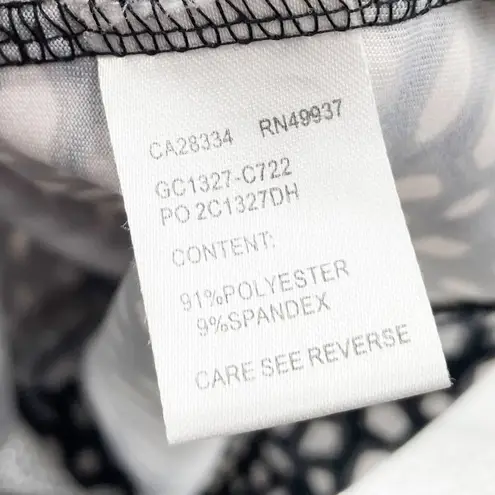 CA28334 RN49937
GC1327-C722
PO 2C1327DH
CONTENT:
91%POLYESTER
9%SPANDEX
CARE SEE REVERSE